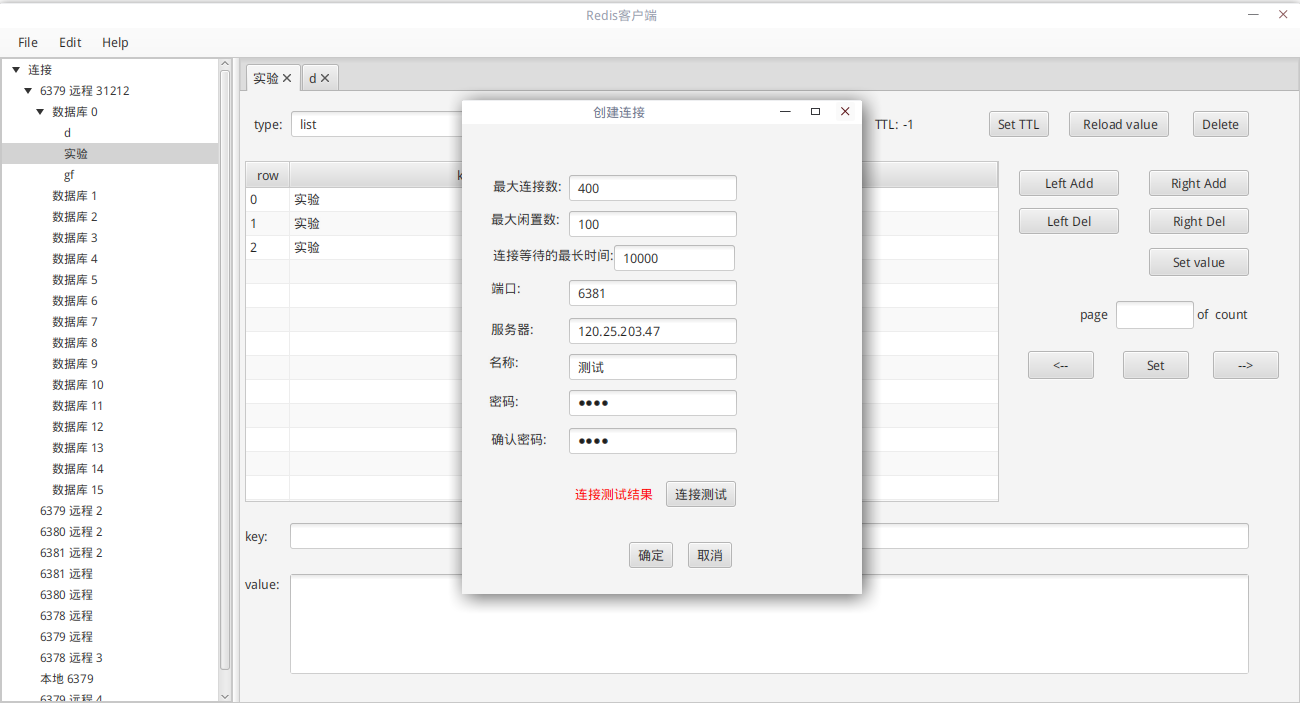 Redis客户端
File Edit Help
连接
6379 远程 31212
数据库 0
d
实验
gf
数据库 1
数据库 2
数据库 3
数据库 4
数据库 5
数据库 6
数据库 7
数据库 8
数据库 9
数据库 10
数据库 11
数据库 12
数据库 13
数据库 14
数据库 15
6379 远程 2
6380 远程 2
6381 远程 2
6381 远程
6380 远程
6378 远程
6379 远程
6378 远程 3
本地 6379
6379 远程 4
实验 d
type: list TTL: -1 Set TTL Reload value Delete
row k
0 实验
1 实验
2 实验
Left Add Right Add
Left Del Right Del
Set value
page of count
<-- Set -->
key:
value:
创建连接
最大连接数: 400
最大闲置数: 100
连接等待的最长时间: 10000
端口: 6381
服务器: 120.25.203.47
名称: 测试
密码: ●●●●
确认密码: ●●●●
连接测试结果 连接测试
确定 取消